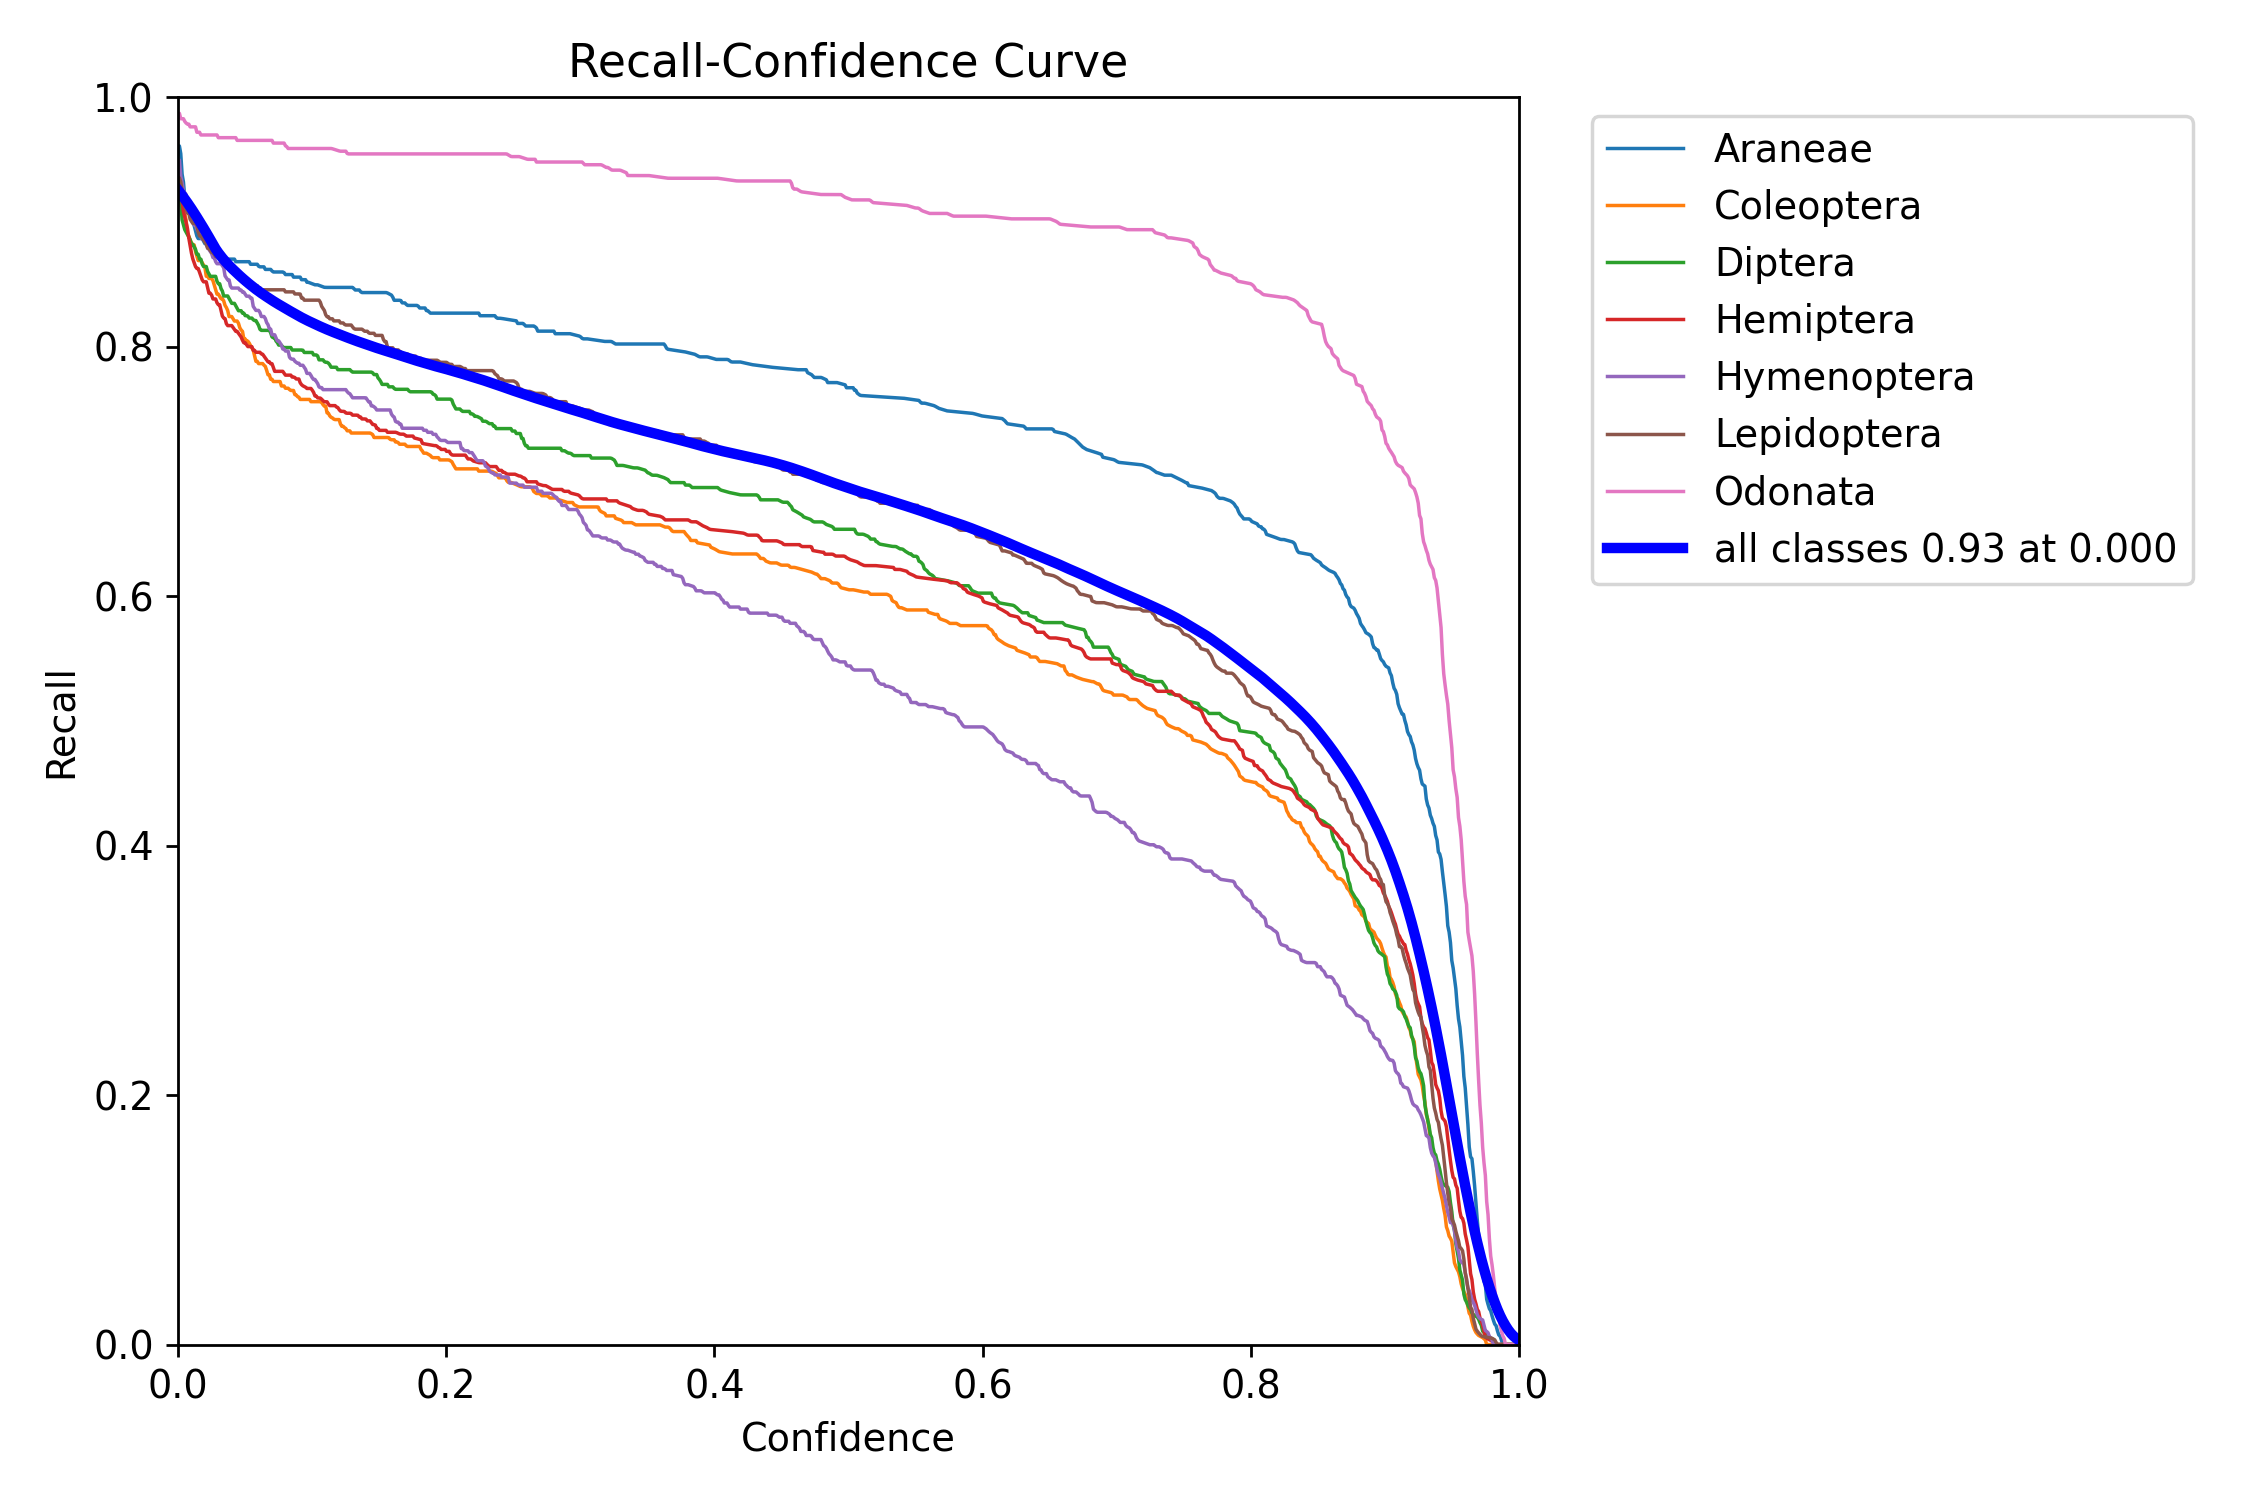 Recall-Confidence Curve
1.0
0.8
0.6
0.4
0.2
0.0
Recall
0.0 0.2 0.4 0.6 0.8 1.0
Confidence
Araneae
Coleoptera
Diptera
Hemiptera
Hymenoptera
Lepidoptera
Odonata
all classes 0.93 at 0.000